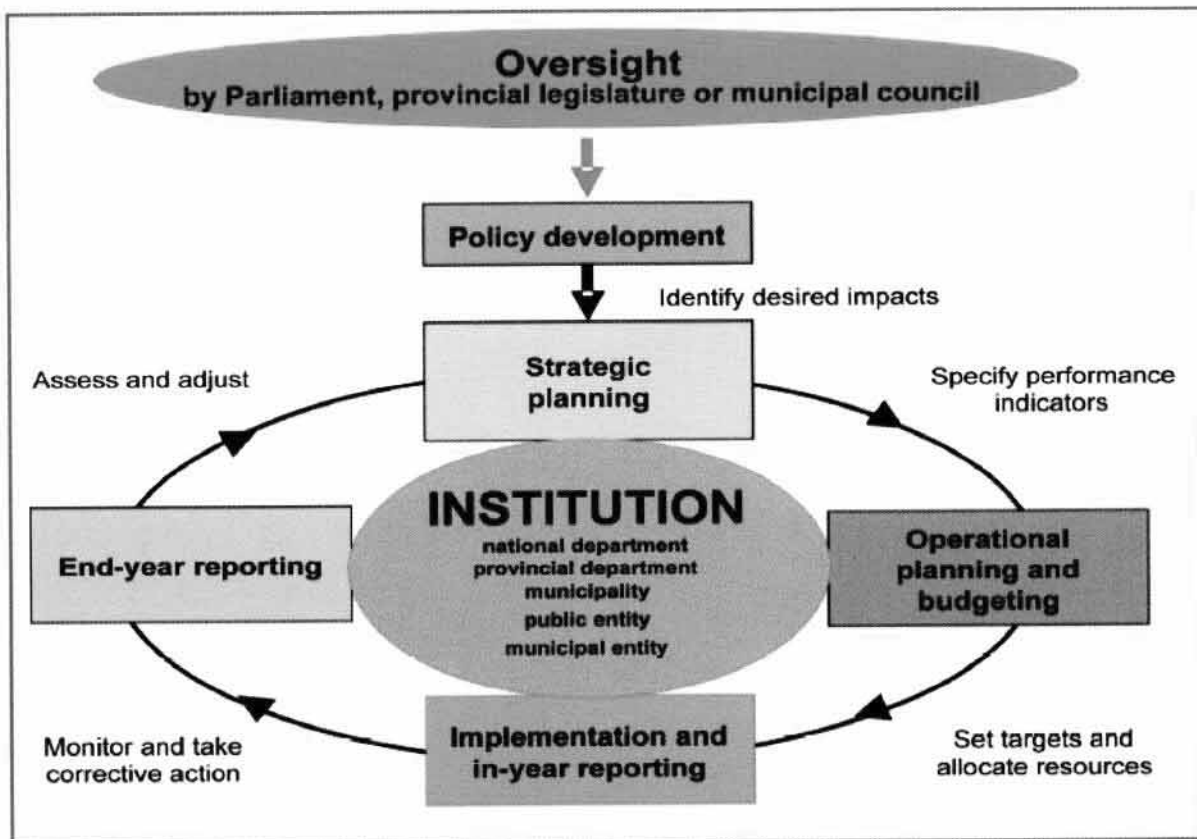 Oversight
by Parliament, provincial legislature or municipal council
Policy development
Identify desired impacts
Strategic
planning
Assess and adjust
Specify performance
indicators
INSTITUTION
national department
provincial department
municipality
public entity
municipal entity
End-year reporting
Operational
planning and
budgeting
Implementation and
in-year reporting
Monitor and take
corrective action
Set targets and
allocate resources